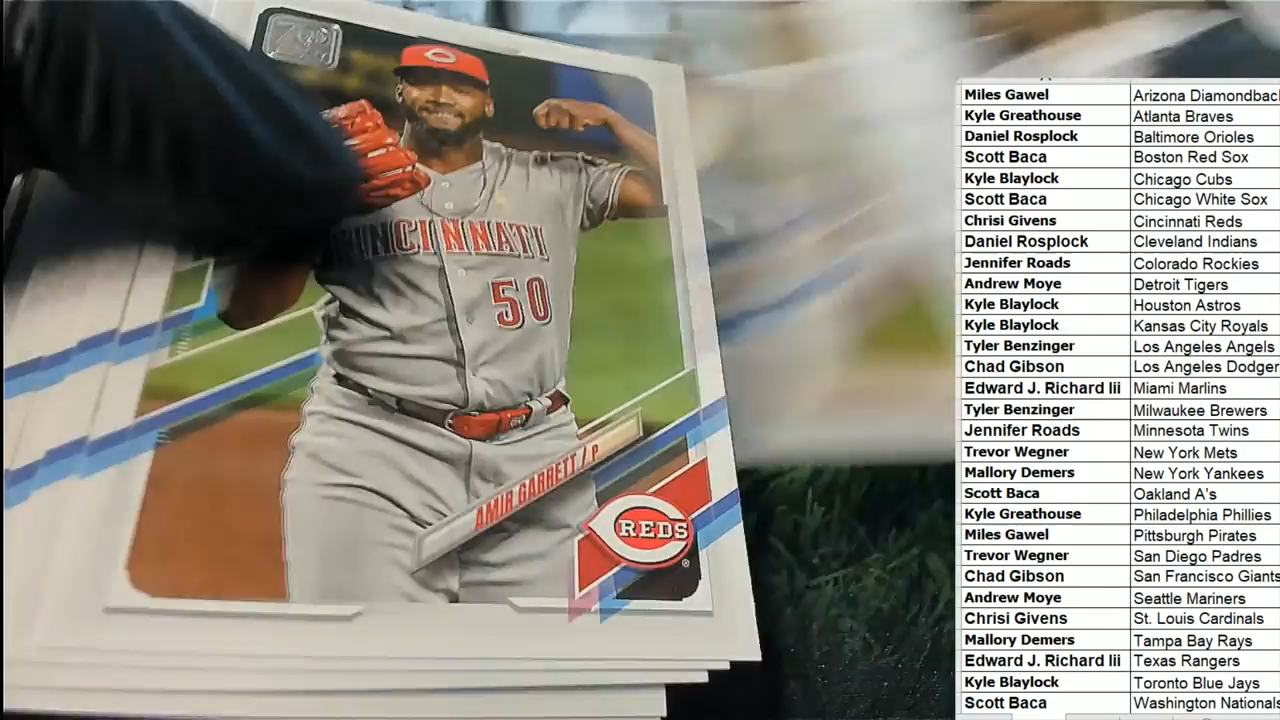 70
CINCINNATI
50
AMIR GARRETT / P
REDS
®
Miles Gawel Arizona Diamondbac
Kyle Greathouse Atlanta Braves
Daniel Rosplock Baltimore Orioles
Scott Baca Boston Red Sox
Kyle Blaylock Chicago Cubs
Scott Baca Chicago White Sox
Chrisi Givens Cincinnati Reds
Daniel Rosplock Cleveland Indians
Jennifer Roads Colorado Rockies
Andrew Moye Detroit Tigers
Kyle Blaylock Houston Astros
Kyle Blaylock Kansas City Royals
Tyler Benzinger Los Angeles Angels
Chad Gibson Los Angeles Dodger
Edward J. Richard Iii Miami Marlins
Tyler Benzinger Milwaukee Brewers
Jennifer Roads Minnesota Twins
Trevor Wegner New York Mets
Mallory Demers New York Yankees
Scott Baca Oakland A's
Kyle Greathouse Philadelphia Phillies
Miles Gawel Pittsburgh Pirates
Trevor Wegner San Diego Padres
Chad Gibson San Francisco Giants
Andrew Moye Seattle Mariners
Chrisi Givens St. Louis Cardinals
Mallory Demers Tampa Bay Rays
Edward J. Richard Iii Texas Rangers
Kyle Blaylock Toronto Blue Jays
Scott Baca Washington Nationals